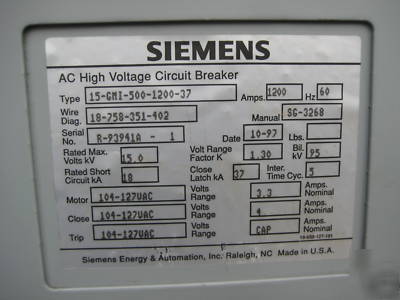 SIEMENS
AC High Voltage Circuit Breaker
Type 15-GMI-500-1200-37 Amps. 1200 Hz 60
Wire Diag. 18-758-351-402 Manual SG-3268
Serial No. R-93941A - 1 Date 10-97 Lbs.
Rated Max. Volts kV 15.0 Volt Range Factor K 1.30 Bil. kV 95
Rated Short Circuit kA 18 Close Latch kA 37 Inter. Time Cyc. 5
Motor 104-127VAC Volts Range 3.3 Amps. Nominal
Close 104-127VAC Volts Range 4 Amps. Nominal
Trip 104-127VAC Volts Range CAP Amps. Nominal
Siemens Energy & Automation, Inc. Raleigh, NC Made in U.S.A.